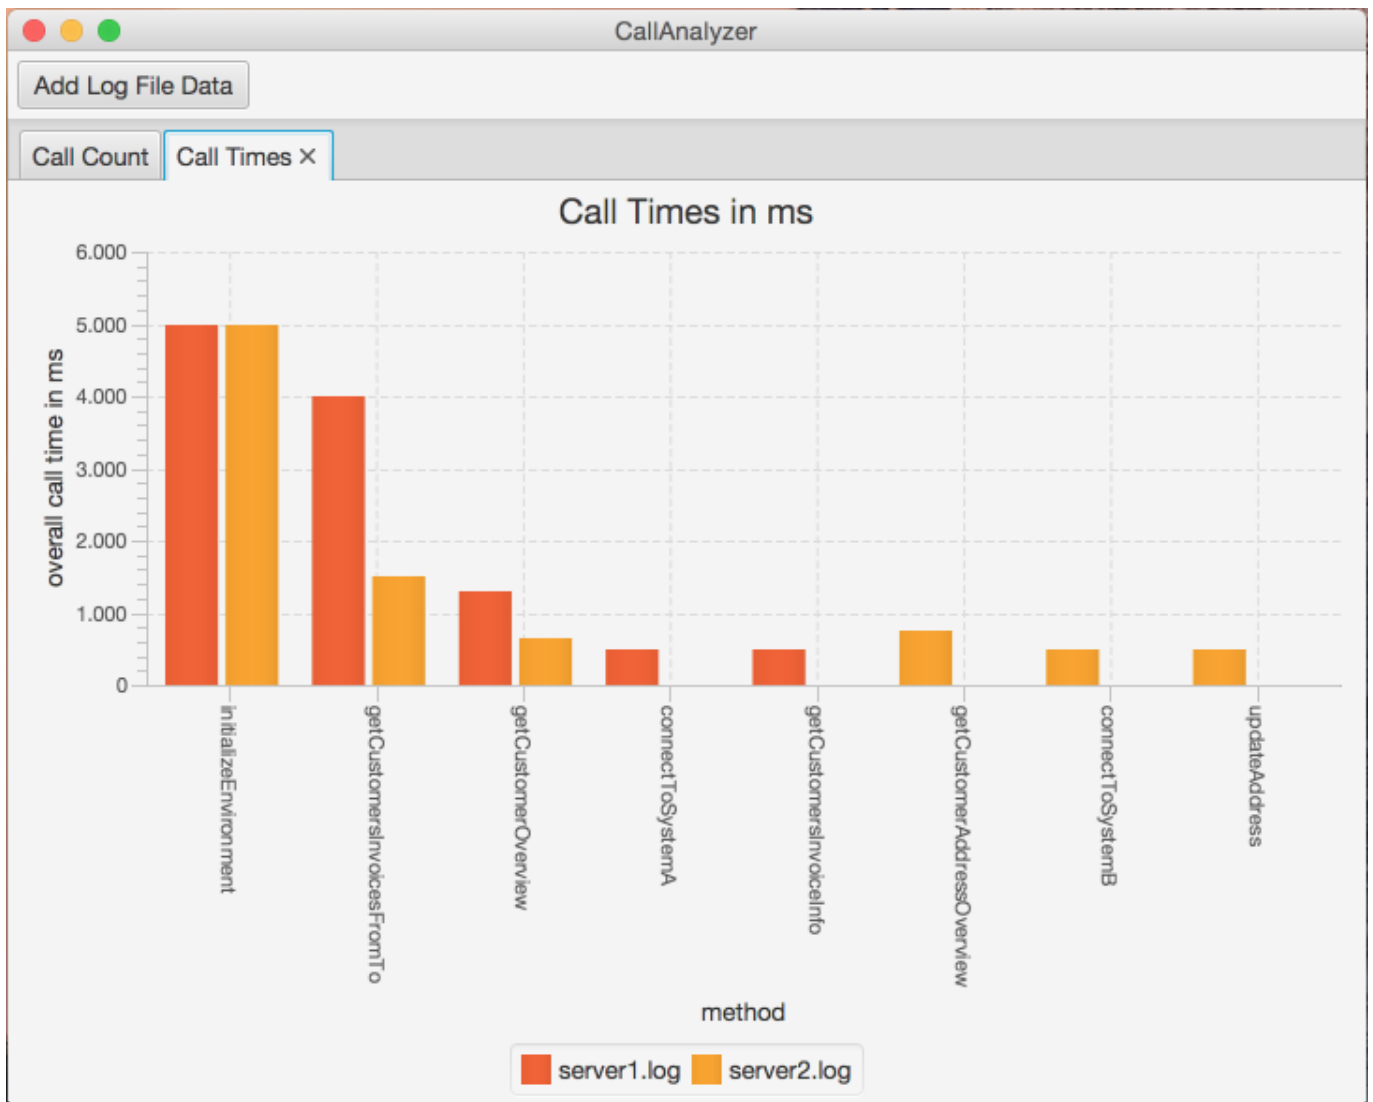 CallAnalyzer
Add Log File Data
Call Count
Call Times ×
Call Times in ms
6.000
5.000
4.000
3.000
2.000
1.000
0
overall call time in ms
initializeEnvironment
getCustomersInvoicesFromTo
getCustomerOverview
connectToSystemA
getCustomersInvoiceInfo
getCustomerAddressOverview
connectToSystemB
updateAddress
method
server1.log
server2.log